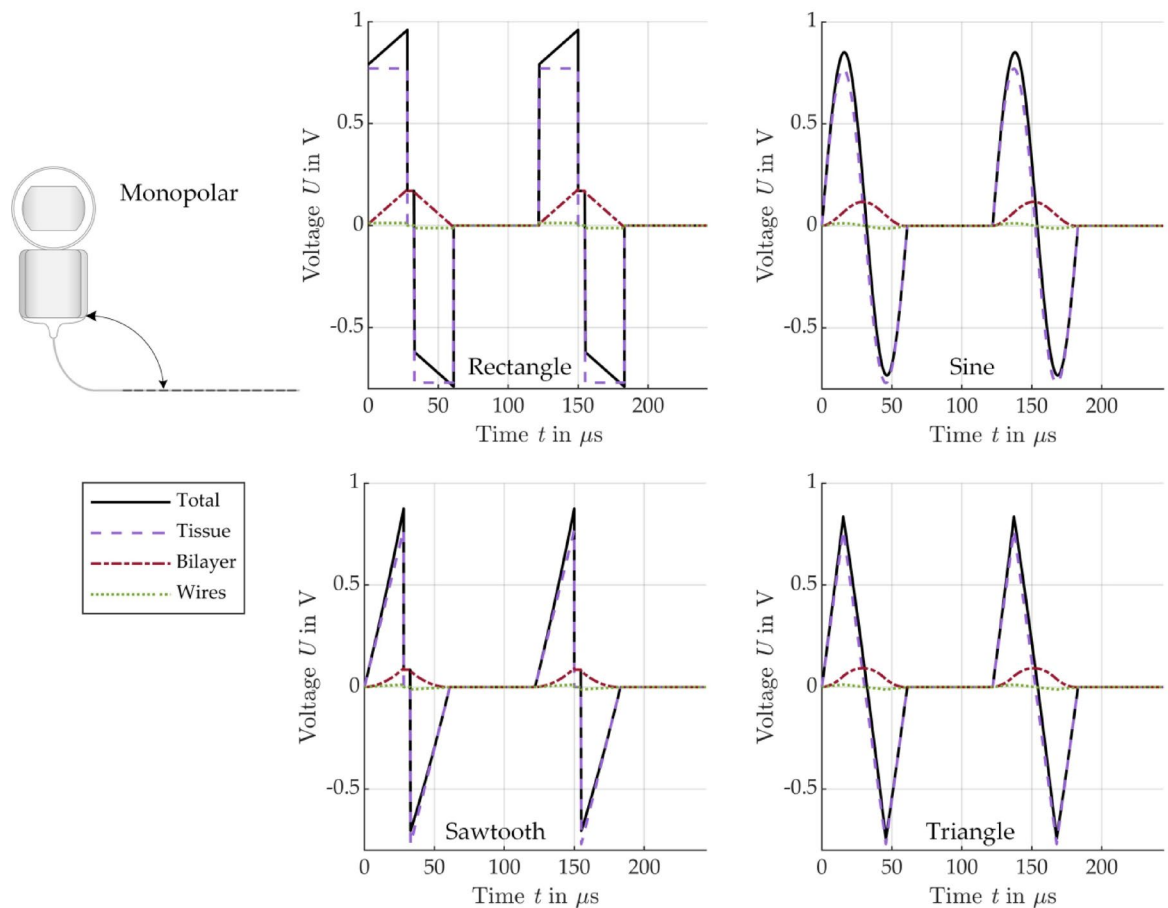 Monopolar
Voltage U in V
1
0.5
0
-0.5
Rectangle
0 50 100 150 200
Time t in μs
Voltage U in V
1
0.5
0
-0.5
Sine
0 50 100 150 200
Time t in μs
Total
Tissue
Bilayer
Wires
Voltage U in V
1
0.5
0
-0.5
Sawtooth
0 50 100 150 200
Time t in μs
Voltage U in V
1
0.5
0
-0.5
Triangle
0 50 100 150 200
Time t in μs